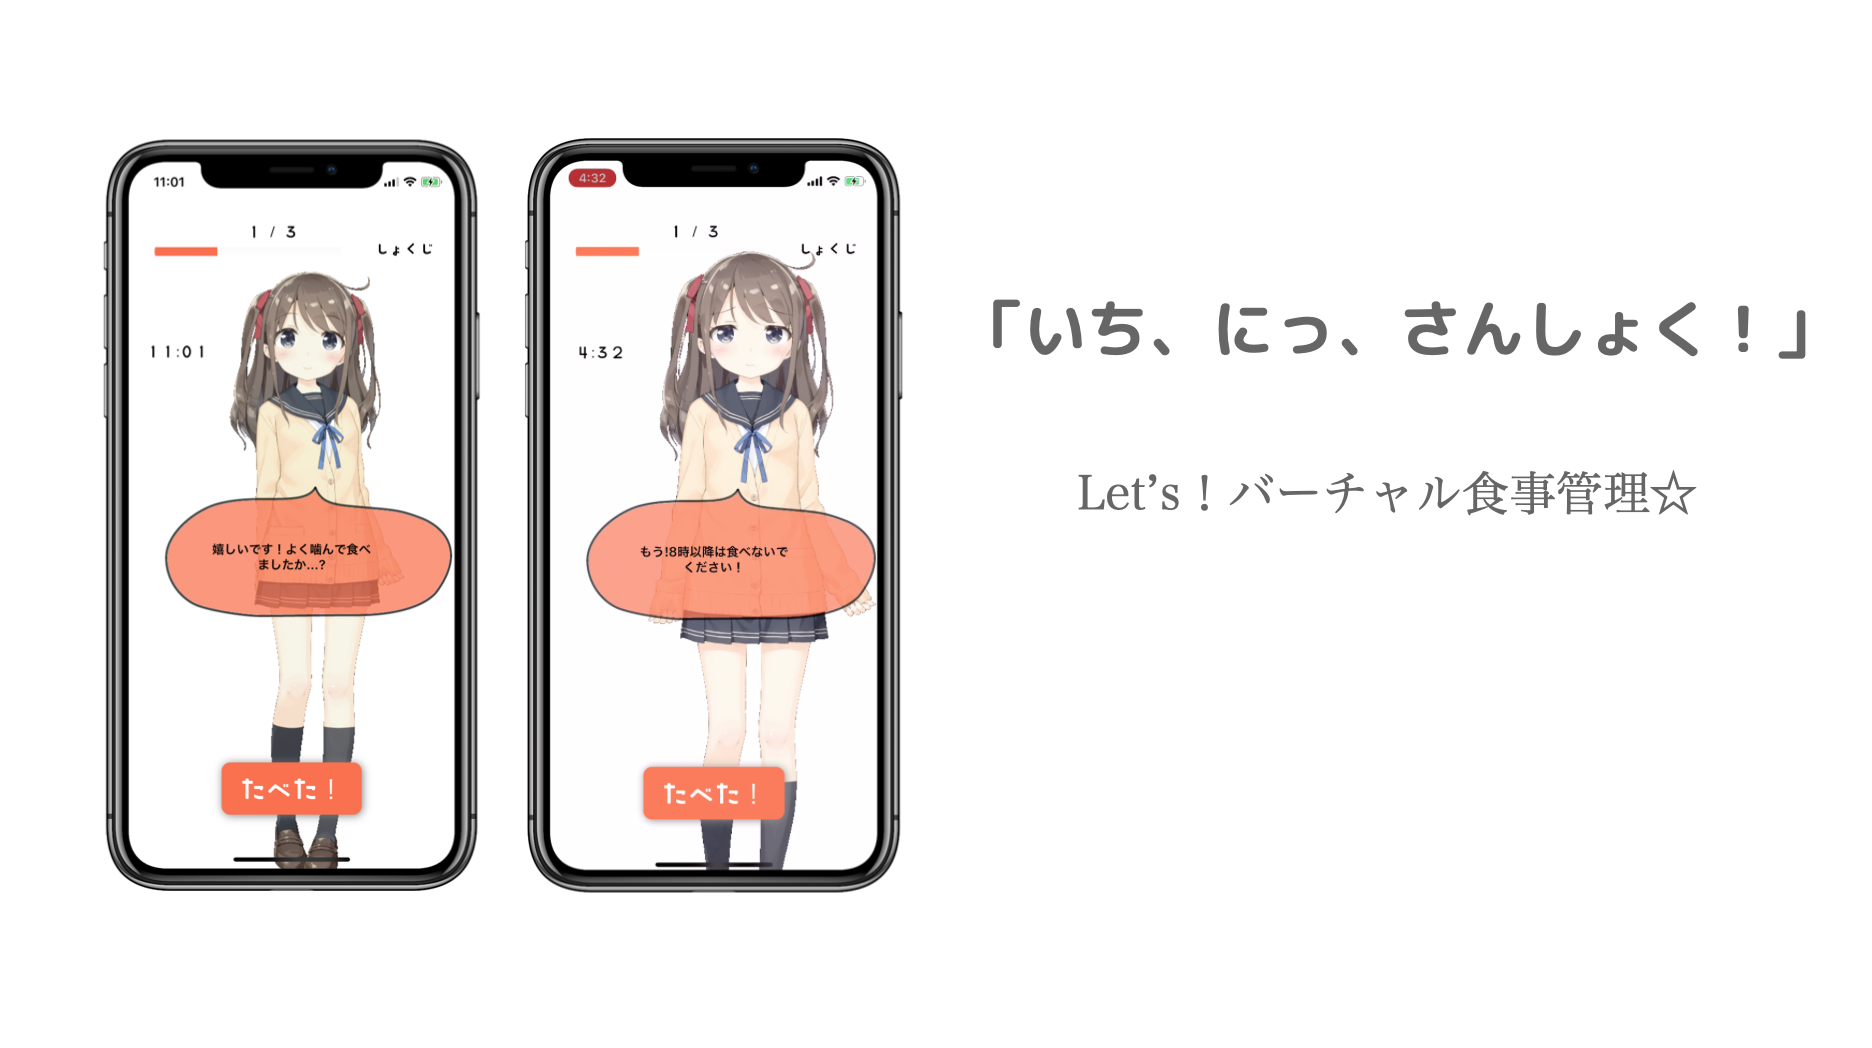 11:01
1 / 3
しょくじ
11:01
嬉しいです！よく噛んで食べ
ましたか...?
たべた！
4:32
1 / 3
しょくじ
4:32
もう!8時以降は食べないで
ください！
たべた！
「いち、にっ、さんしょく！」
Let's！バーチャル食事管理☆